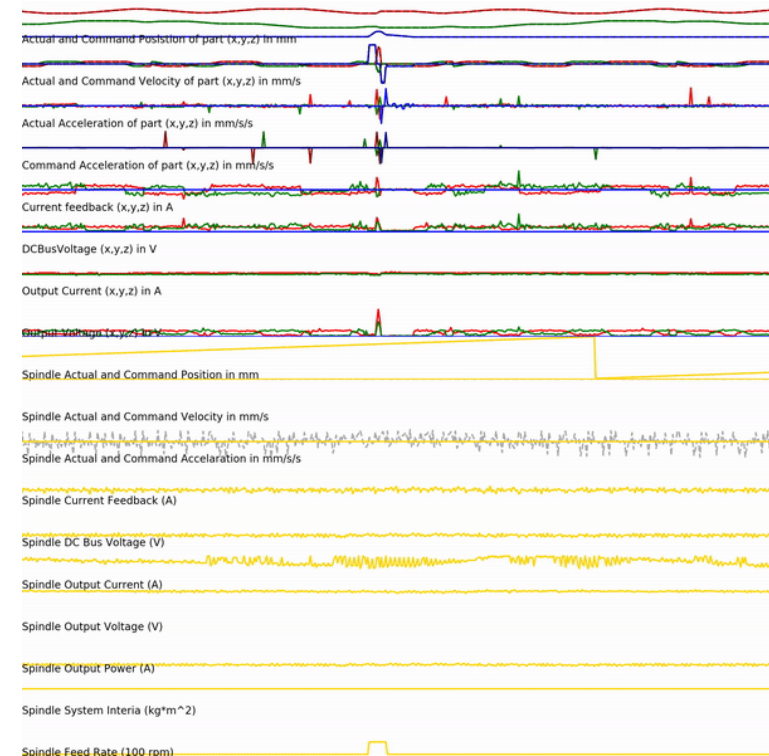 Actual and Command Posistion of part (x,y,z) in mm
Actual and Command Velocity of part (x,y,z) in mm/s
Actual Acceleration of part (x,y,z) in mm/s/s
Command Acceleration of part (x,y,z) in mm/s/s
Current feedback (x,y,z) in A
DCBusVoltage (x,y,z) in V
Output Current (x,y,z) in A
Output Voltage (x,y,z) in V
Spindle Actual and Command Position in mm
Spindle Actual and Command Velocity in mm/s
Spindle Actual and Command Accelaration in mm/s/s
Spindle Current Feedback (A)
Spindle DC Bus Voltage (V)
Spindle Output Current (A)
Spindle Output Voltage (V)
Spindle Output Power (A)
Spindle System Interia (kg*m^2)
Spindle Feed Rate (100 rpm)